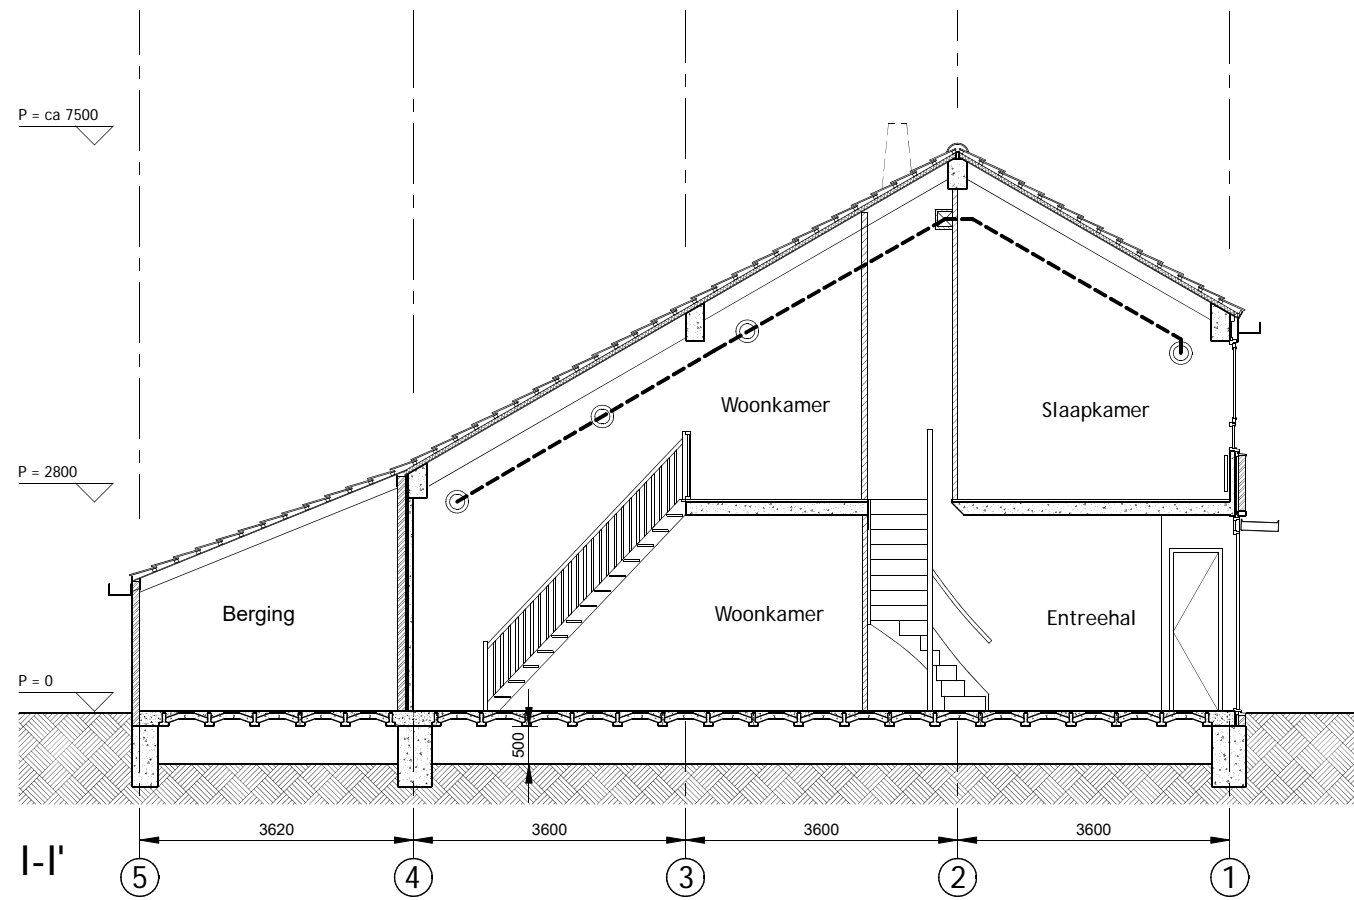 P = ca 7500
Woonkamer
Slaapkamer
P = 2800
Berging
Woonkamer
Entreehal
P = 0
500
3620
3600
3600
3600
I-I'
5
4
3
2
1